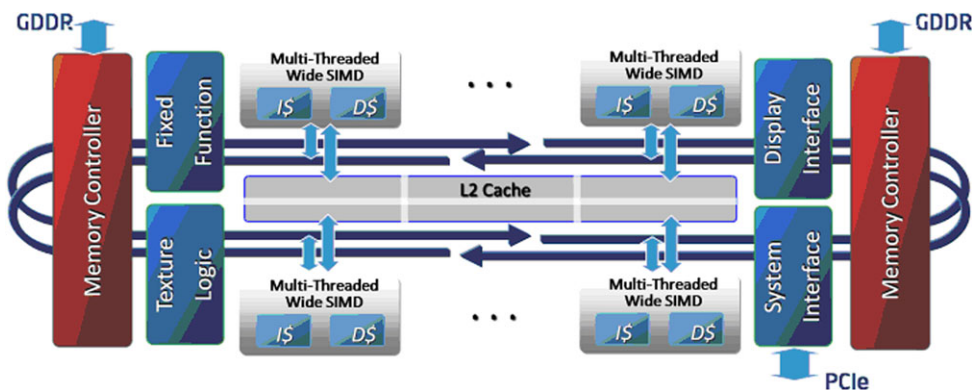 GDDR
GDDR
Memory Controller
Fixed
Function
Multi-Threaded
Wide SIMD
I$ D$
. . .
Multi-Threaded
Wide SIMD
I$ D$
Display
Interface
Memory Controller
L2 Cache
Texture
Logic
Multi-Threaded
Wide SIMD
I$ D$
. . .
Multi-Threaded
Wide SIMD
I$ D$
System
Interface
PCIe